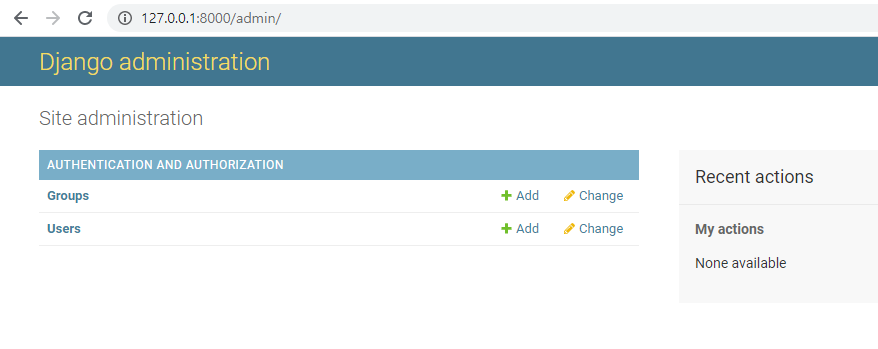 127.0.0.1:8000/admin/
Django administration
Site administration
AUTHENTICATION AND AUTHORIZATION
Groups Add Change
Users Add Change
Recent actions
My actions
None available